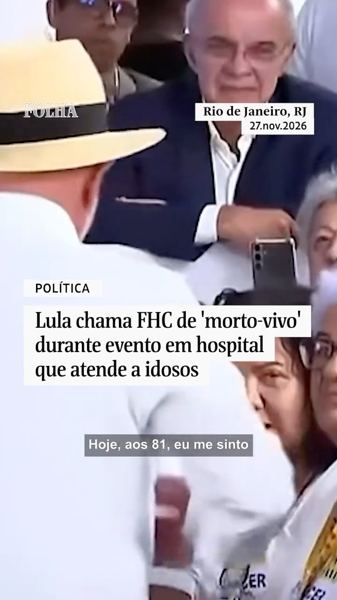 FOLHA
Rio de Janeiro, RJ
27.nov.2026
POLÍTICA
Lula chama FHC de 'morto-vivo'
durante evento em hospital
que atende a idosos
Hoje, aos 81, eu me sinto